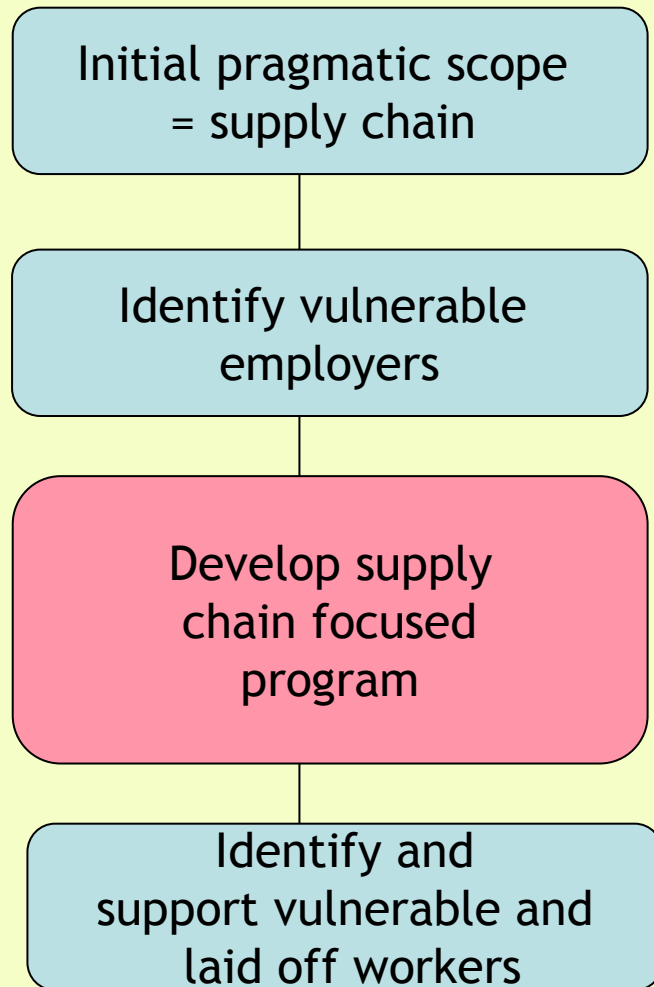 Initial pragmatic scope
= supply chain
Identify vulnerable
employers
Develop supply
chain focused
program
Identify and
support vulnerable and
laid off workers